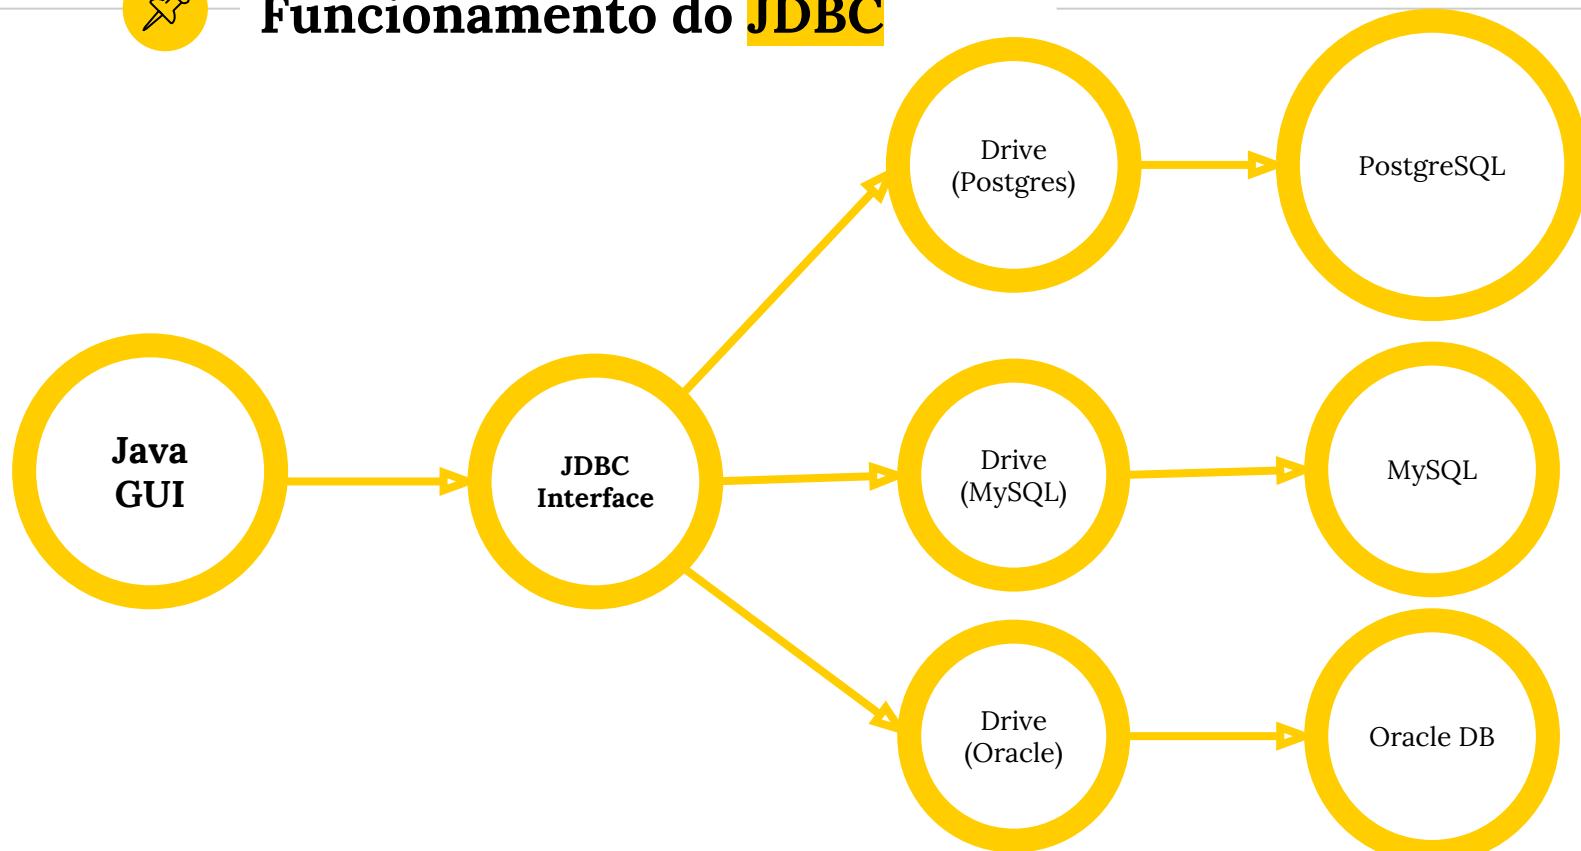 Funcionamento do JDBC
Drive
(Postgres)
PostgreSQL
Java
GUI
JDBC
Interface
Drive
(MySQL)
MySQL
Drive
(Oracle)
Oracle DB